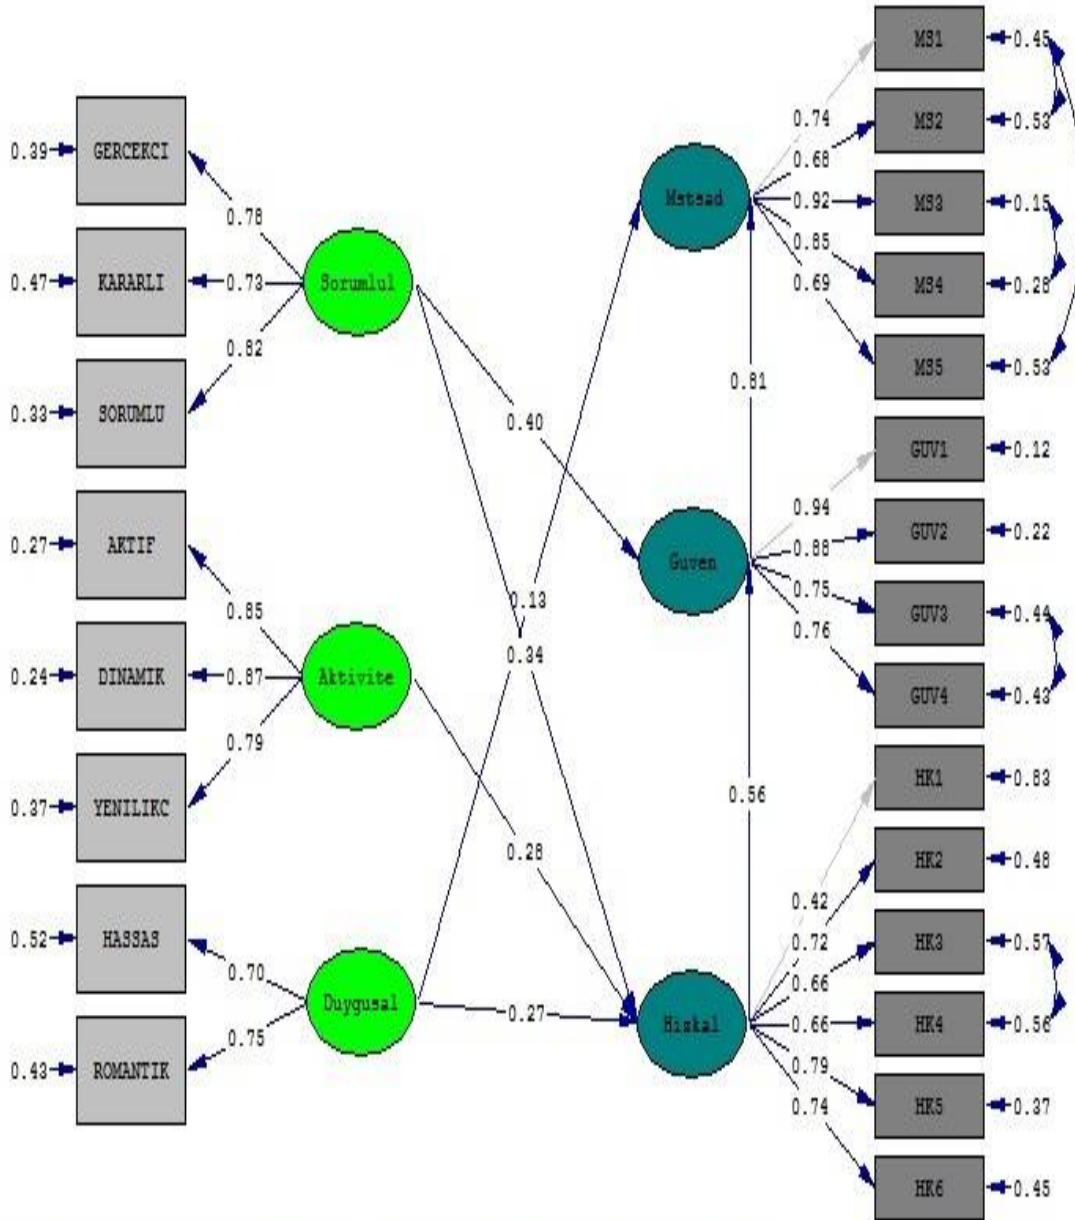 0.39
GERCEKCI
0.47
KARARLI
0.33
SORUMLU
0.27
AKTIF
0.24
DINAMIK
0.37
YENILIKC
0.52
HASSAS
0.43
ROMANTIK
0.78
0.73
0.82
0.85
0.87
0.79
0.70
0.75
Sorumlul
Aktivite
Duygusal
0.40
0.13
0.34
0.28
0.27
Mstsad
Guven
Hizkal
0.81
0.56
0.74
0.68
0.92
0.85
0.69
0.94
0.88
0.75
0.76
0.42
0.72
0.66
0.66
0.79
0.74
MS1
0.45
MS2
0.53
MS3
0.15
MS4
0.28
MS5
0.53
GUV1
0.12
GUV2
0.22
GUV3
0.44
GUV4
0.43
HK1
0.83
HK2
0.48
HK3
0.57
HK4
0.56
HK5
0.37
HK6
0.45